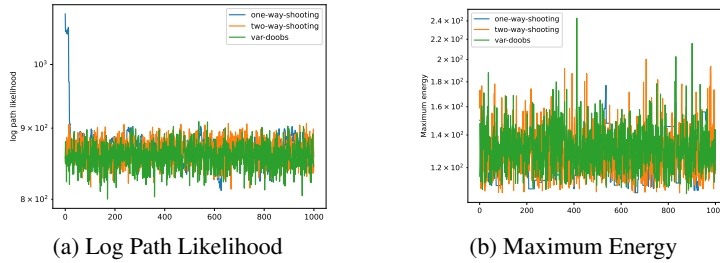 one-way-shooting
two-way-shooting
var-doobs
log path likelihood
10³
9 × 10²
8 × 10²
0
200
400
600
800
1000
(a) Log Path Likelihood
one-way-shooting
two-way-shooting
var-doobs
Maximum energy
2.4 × 10²
2.2 × 10²
2 × 10²
1.8 × 10²
1.6 × 10²
1.4 × 10²
1.2 × 10²
0
200
400
600
800
1000
(b) Maximum Energy